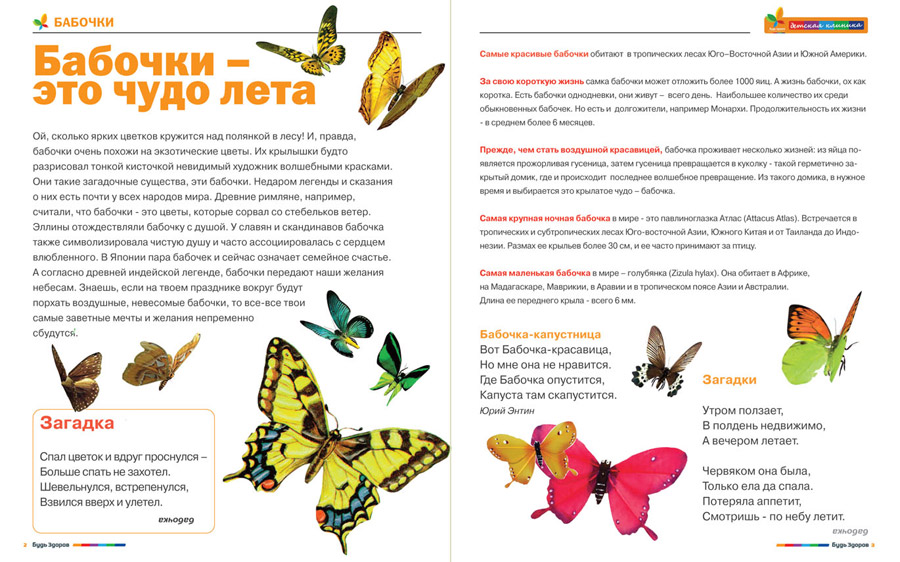 БАБОЧКИ
Бабочки –
это чудо лета
Ой, сколько ярких цветков кружится над полянкой в лесу! И, правда,
бабочки очень похожи на экзотические цветы. Их крылышки будто
разрисовал тонкой кисточкой невидимый художник волшебными красками.
Они такие загадочные существа, эти бабочки. Недаром легенды и сказания
о них есть почти у всех народов мира. Древние римляне, например,
считали, что бабочки - это цветы, которые сорвал со стебельков ветер.
Эллины отождествляли бабочку с душой. У славян и скандинавов бабочка
также символизировала чистую душу и часто ассоциировалась с сердцем
влюбленного. В Японии пара бабочек и сейчас означает семейное счастье.
А согласно древней индейской легенде, бабочки передают наши желания
небесам. Знаешь, если на твоем празднике вокруг будут
порхать воздушные, невесомые бабочки, то все-все твои
самые заветные мечты и желания непременно
сбудутся.
Загадка
Спал цветок и вдруг проснулся –
Больше спать не захотел.
Шевельнулся, встрепенулся,
Взвился вверх и улетел.
бабочка
2 Будь Здоров
детская клиника
Самые красивые бабочки обитают в тропических лесах Юго–Восточной Азии и Южной Америки.
За свою короткую жизнь самка бабочки может отложить более 1000 яиц. А жизнь бабочки, ох как
коротка. Есть бабочки однодневки, они живут – всего день. Наибольшее количество их среди
обыкновенных бабочек. Но есть и долгожители, например Монархи. Продолжительность их жизни
- в среднем более 6 месяцев.
Прежде, чем стать воздушной красавицей, бабочка проживает несколько жизней: из яйца по-
является прожорливая гусеница, затем гусеница превращается в куколку - такой герметично за-
крытый домик, где и происходит последнее волшебное превращение. Из такого домика, в нужное
время и выбирается это крылатое чудо – бабочка.
Самая крупная ночная бабочка в мире - это павлиноглазка Атлас (Attacus Atlas). Встречается в
тропических и субтропических лесах Юго-восточной Азии, Южного Китая и от Таиланда до Индо-
незии. Размах ее крыльев более 30 см, и ее часто принимают за птицу.
Самая маленькая бабочка в мире – голубянка (Zizula hylax). Она обитает в Африке,
на Мадагаскаре, Маврикии, в Аравии и в тропическом поясе Азии и Австралии.
Длина ее переднего крыла - всего 6 мм.
Бабочка-капустница
Вот Бабочка-красавица,
Но мне она не нравится.
Где Бабочка опустится,
Капуста там скапустится.
Юрий Энтин
Загадки
Утром ползает,
В полдень недвижимо,
А вечером летает.
Червяком она была,
Только ела да спала.
Потеряла аппетит,
Смотришь - по небу летит.
бабочка
Будь Здоров 3